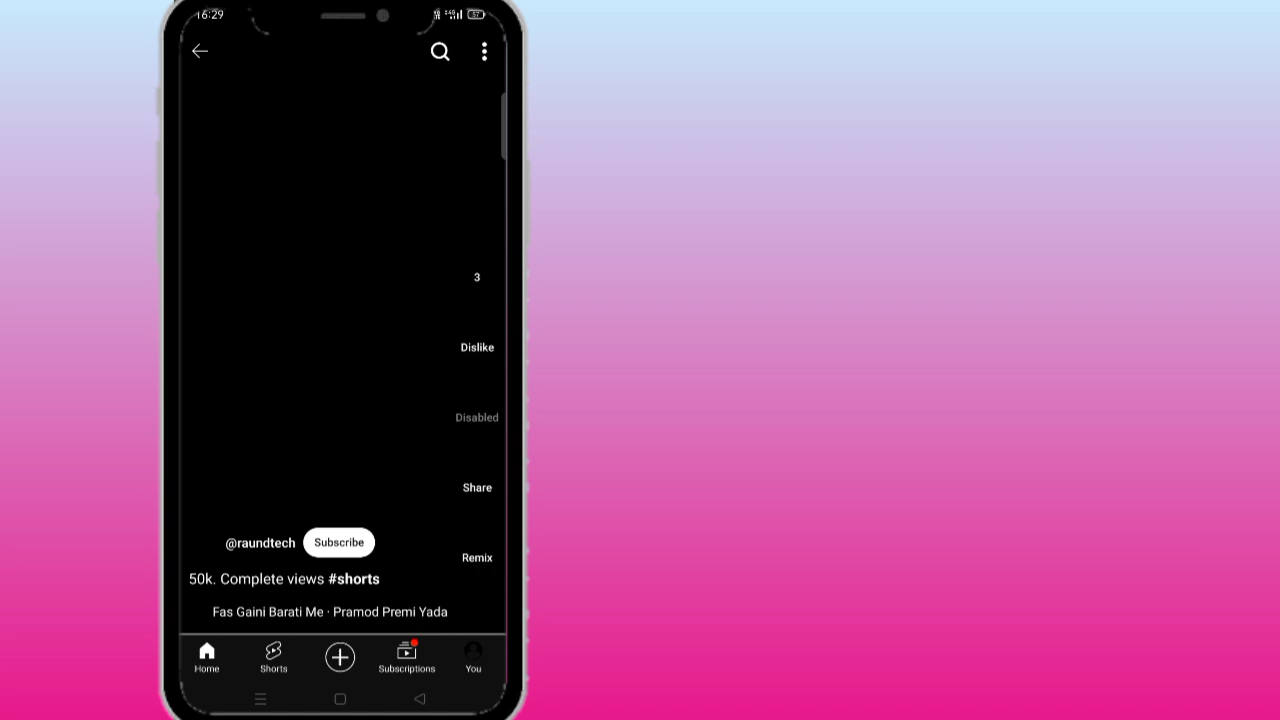 16:29
57
3
Dislike
Disabled
Share
@raundtech Subscribe
Remix
50k. Complete views #shorts
Fas Gaini Barati Me · Pramod Premi Yada
Home Shorts Subscriptions You